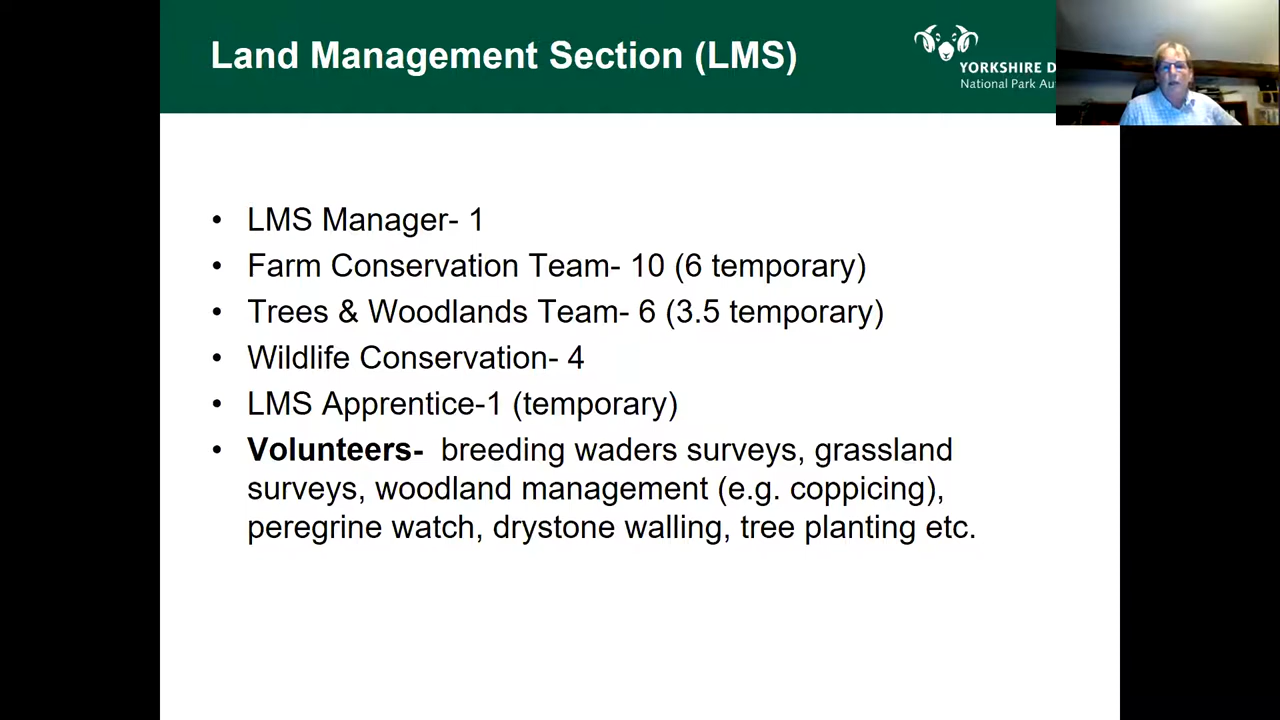 Land Management Section (LMS)
YORKSHIRE D
National Park Au
• LMS Manager- 1
• Farm Conservation Team- 10 (6 temporary)
• Trees & Woodlands Team- 6 (3.5 temporary)
• Wildlife Conservation- 4
• LMS Apprentice-1 (temporary)
• Volunteers- breeding waders surveys, grassland
surveys, woodland management (e.g. coppicing),
peregrine watch, drystone walling, tree planting etc.